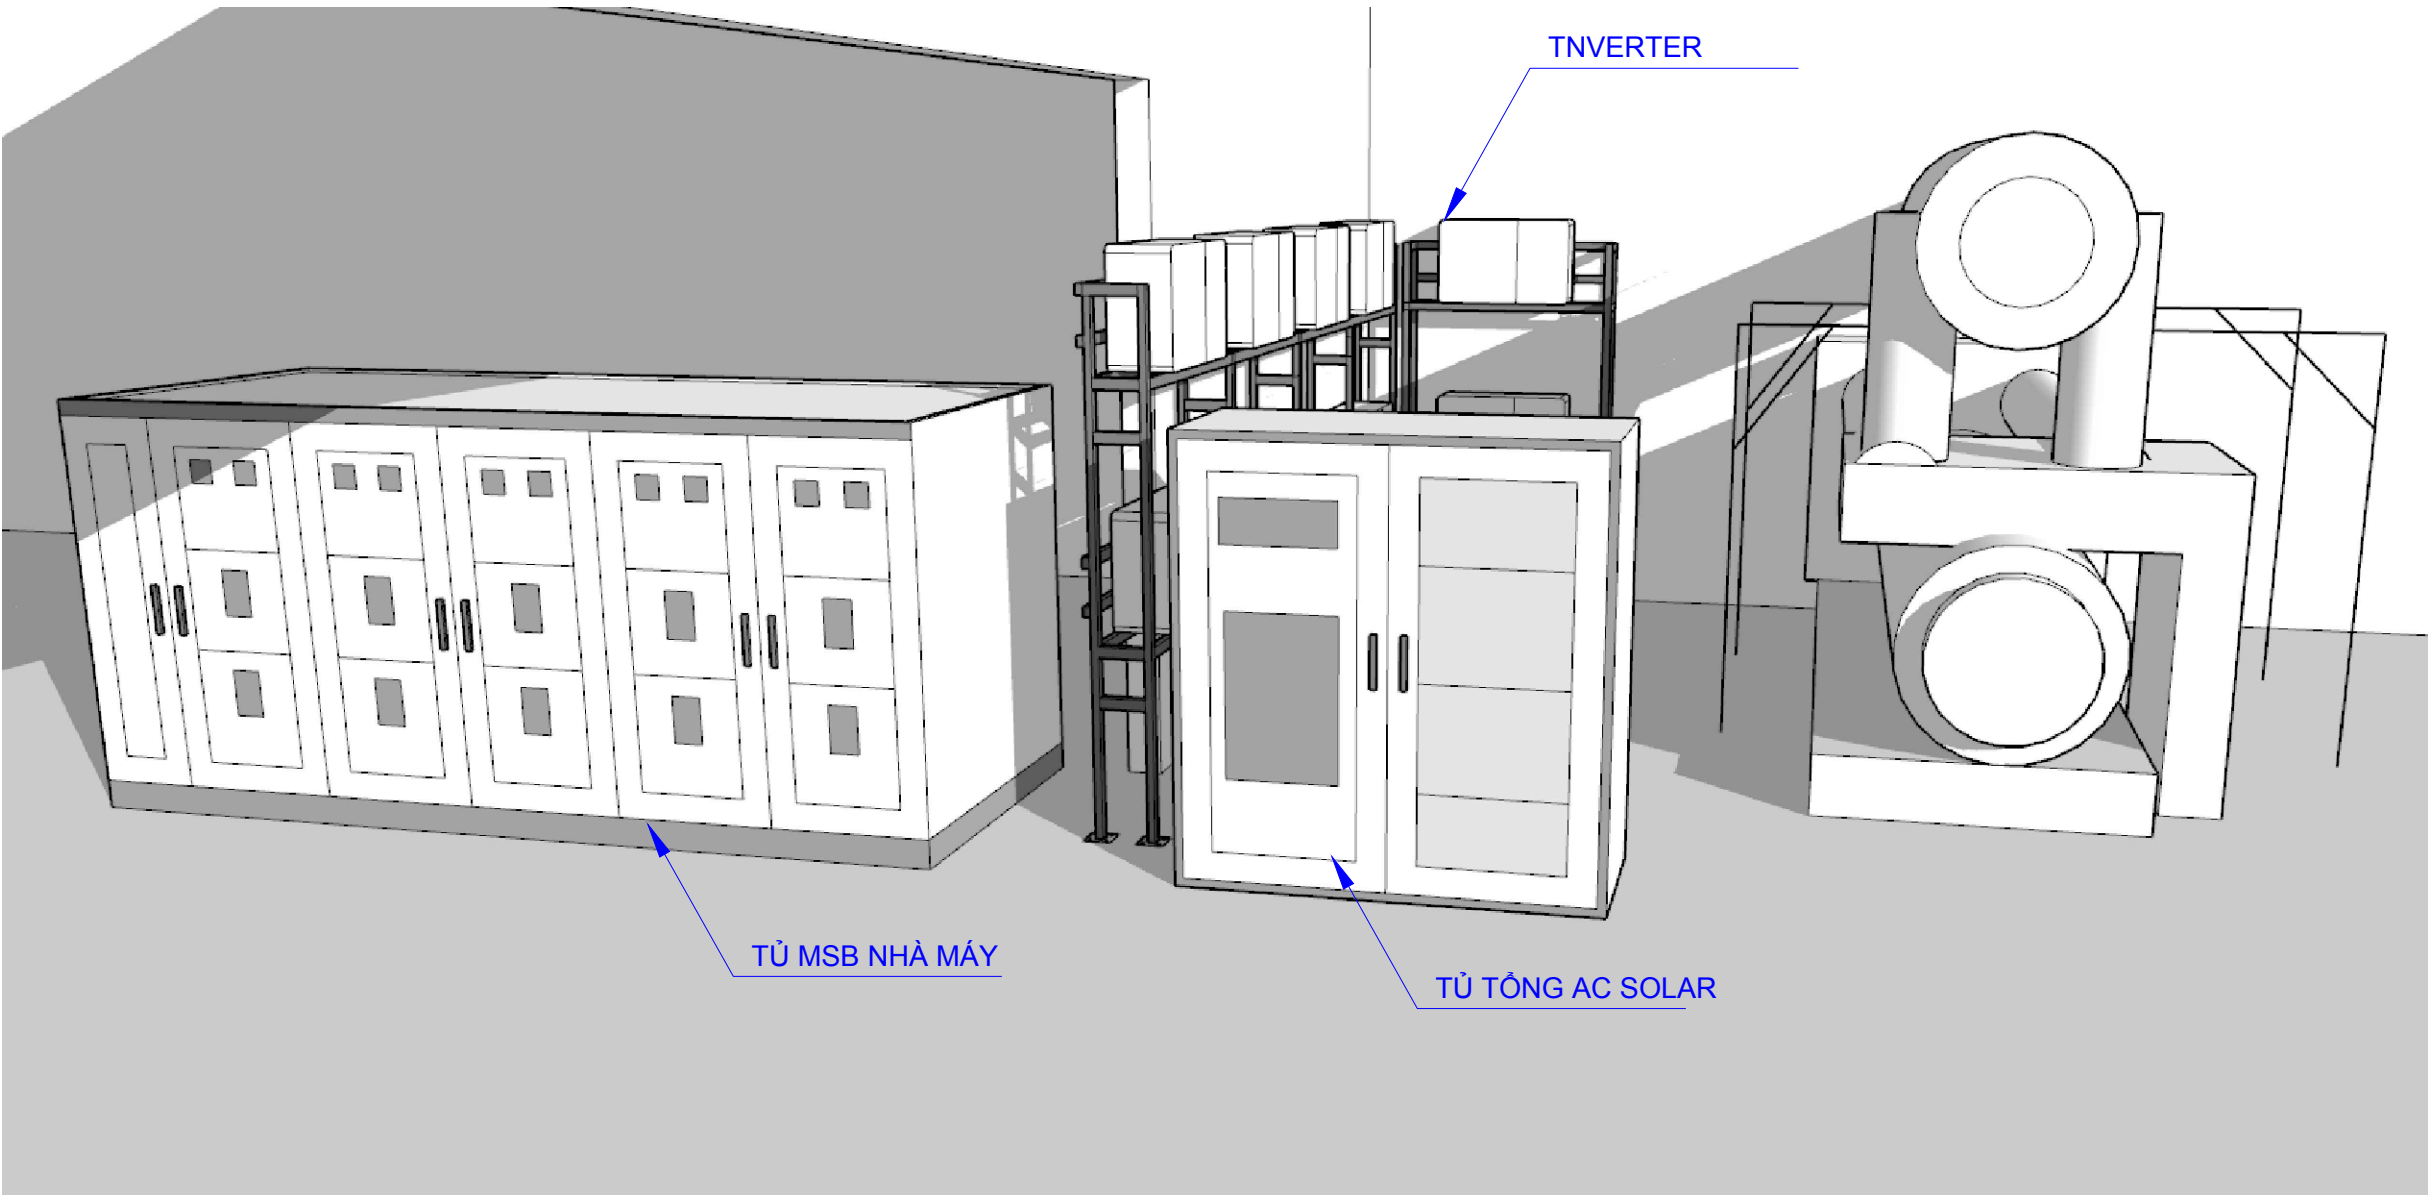 TNVERTER
TỦ MSB NHÀ MÁY
TỦ TỔNG AC SOLAR